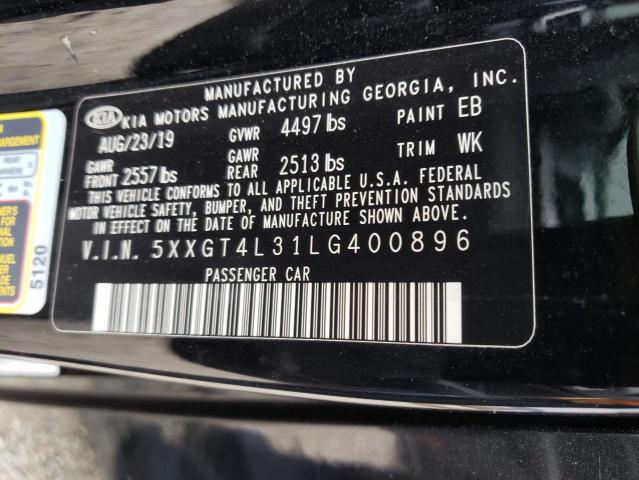 MANUFACTURED BY
KIA KIA MOTORS MANUFACTURING GEORGIA, INC.
AUG/23/19 GVWR 4497 lbs PAINT EB
GAWR FRONT 2557 lbs GAWR REAR 2513 lbs TRIM WK
THIS VEHICLE CONFORMS TO ALL APPLICABLE U.S.A. FEDERAL
MOTOR VEHICLE SAFETY, BUMPER, AND THEFT PREVENTION STANDARDS
IN EFFECT ON THE DATE OF MANUFACTURE SHOWN ABOVE.
V.I.N. 5XXGT4L31LG400896
PASSENGER CAR
REAR
5120